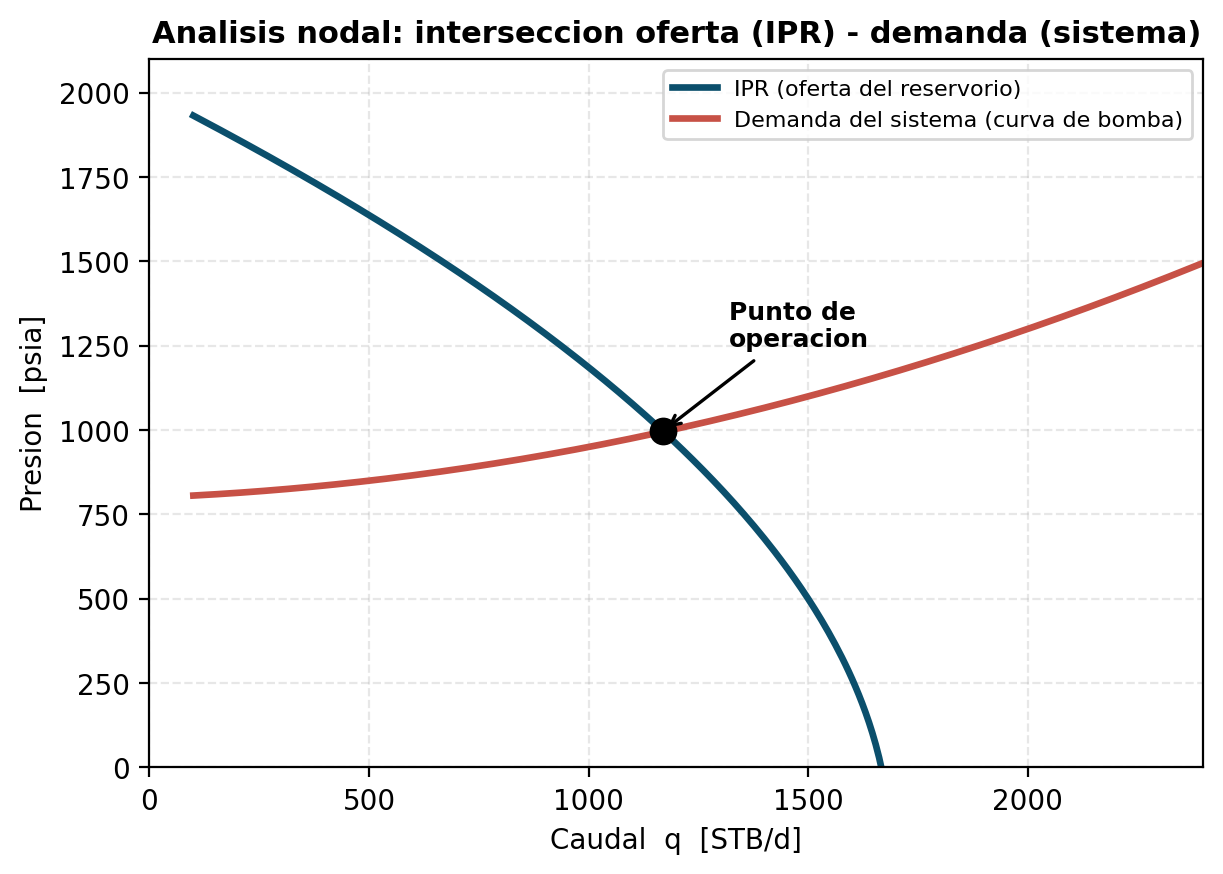 Analisis nodal: interseccion oferta (IPR) - demanda (sistema)
IPR (oferta del reservorio)
Demanda del sistema (curva de bomba)
2000
1750
1500
1250
1000
750
500
250
0
Presion [psia]
Punto de
operacion
0
500
1000
1500
2000
Caudal q [STB/d]